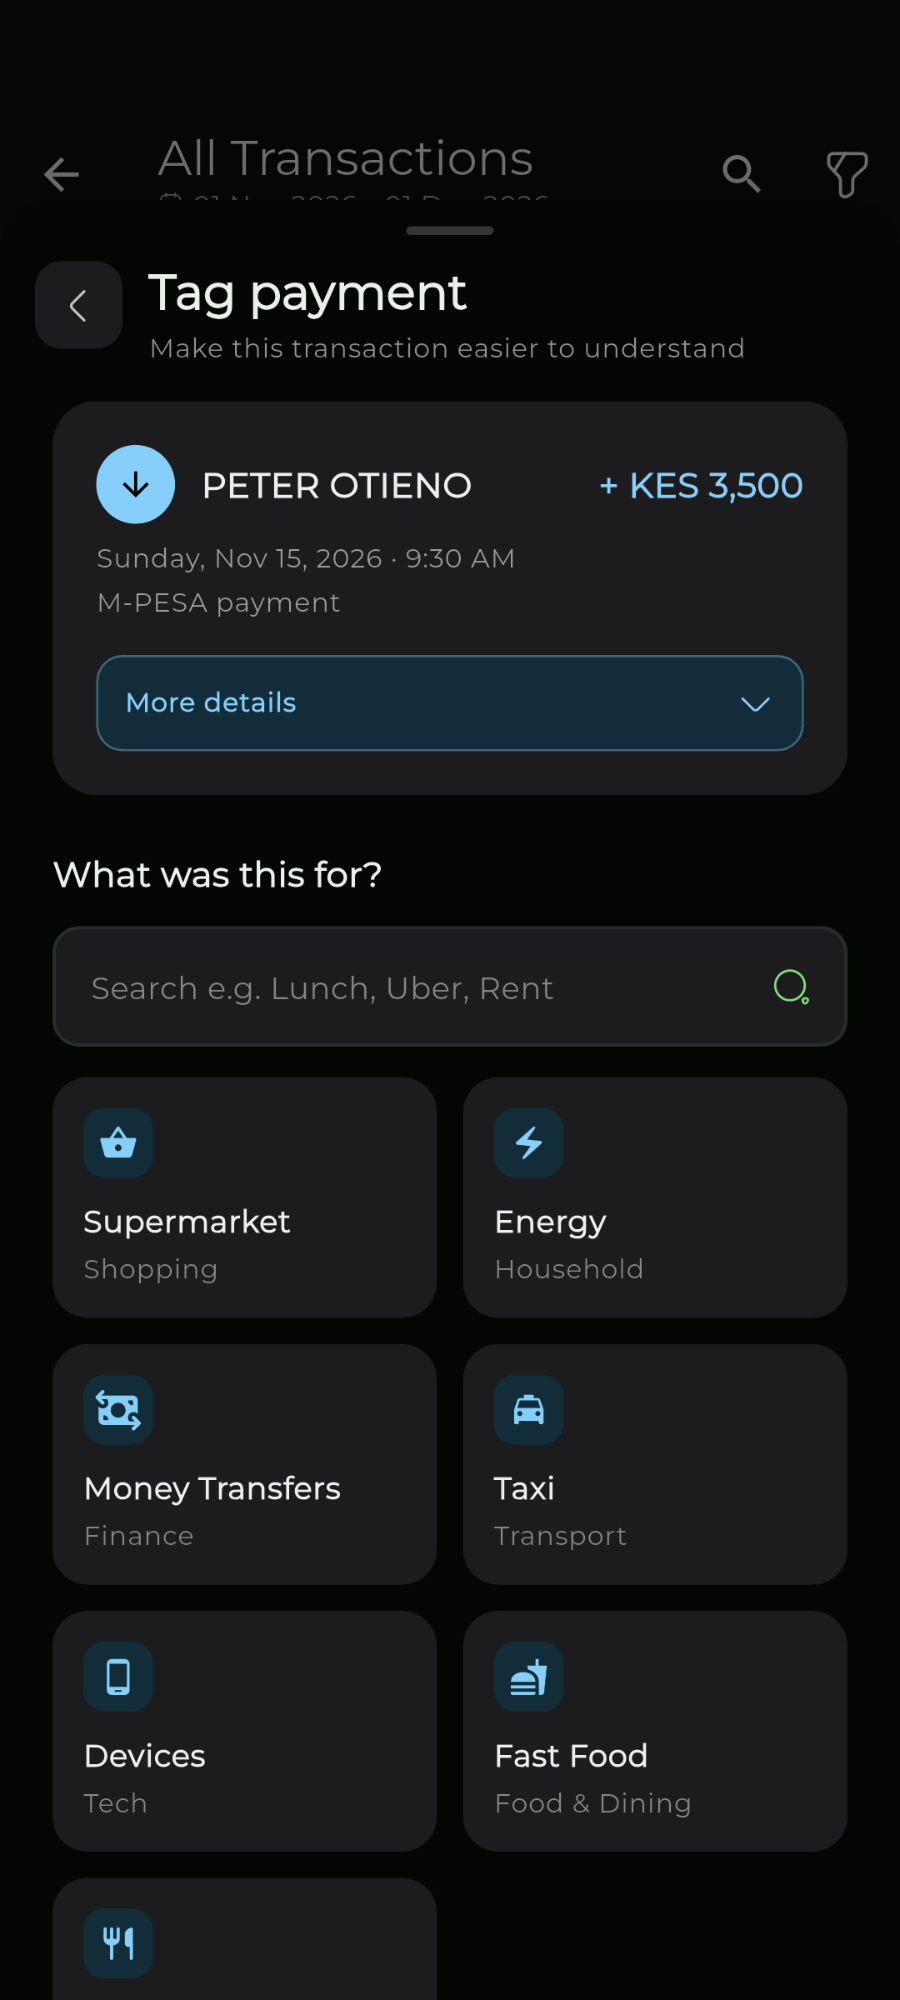 All Transactions
Tag payment
Make this transaction easier to understand
PETER OTIENO
+ KES 3,500
Sunday, Nov 15, 2026 · 9:30 AM
M-PESA payment
More details
What was this for?
Search e.g. Lunch, Uber, Rent
Supermarket
Shopping
Energy
Household
Money Transfers
Finance
Taxi
Transport
Devices
Tech
Fast Food
Food & Dining